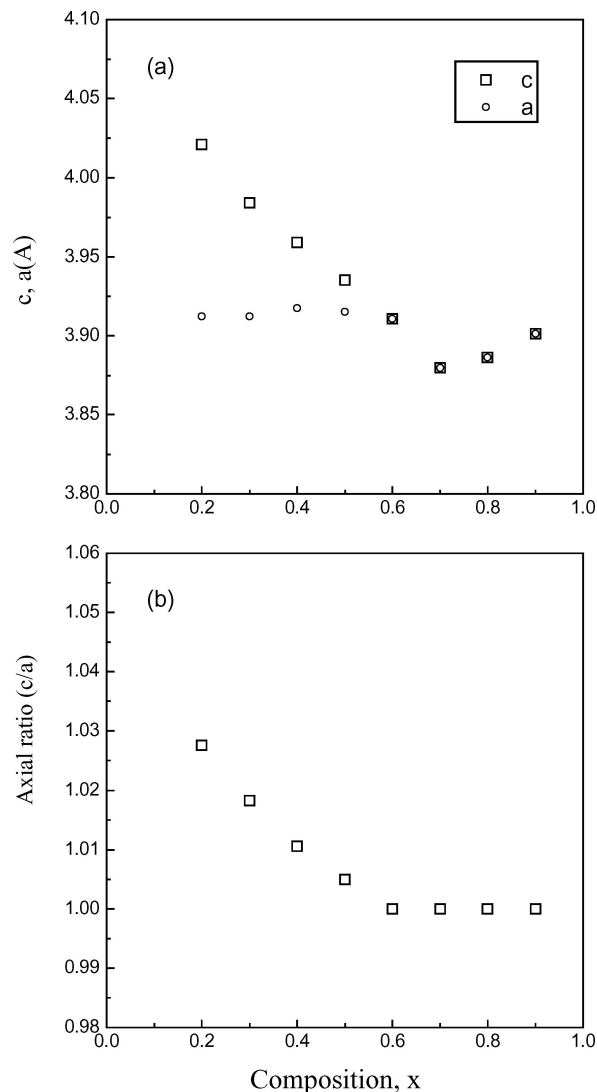 4.10
(a)
c
a
4.05
4.00
3.95
3.90
3.85
3.80
c, a(A)
0.0 0.2 0.4 0.6 0.8 1.0
1.06
(b)
1.05
1.04
1.03
1.02
1.01
1.00
0.99
0.98
Axial ratio (c/a)
0.0 0.2 0.4 0.6 0.8 1.0
Composition, x